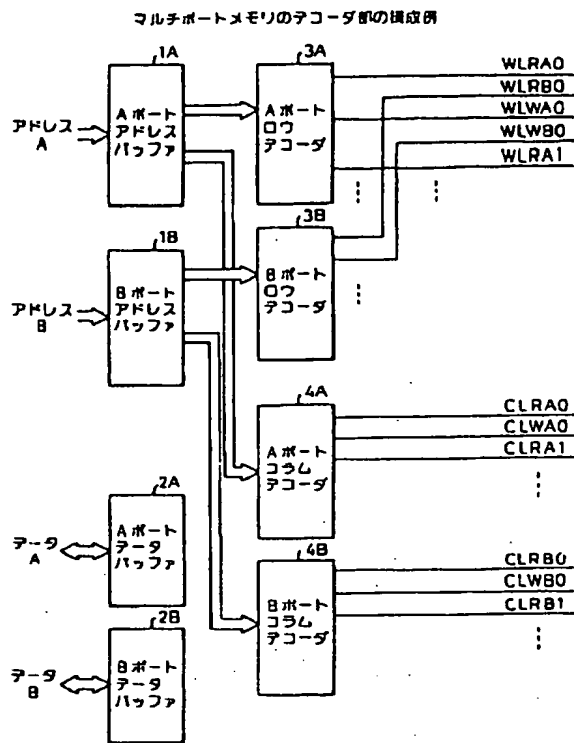 マルチポートメモリのデコーダ部の構成例
1A
Aポート
アドレス
バッファ
アドレス
A
1B
Bポート
アドレス
バッファ
アドレス
B
2A
Aポート
データ
バッファ
データ
A
2B
Bポート
データ
バッファ
データ
B
3A
Aポート
ロウ
デコーダ
3B
Bポート
ロウ
デコーダ
4A
Aポート
コラム
デコーダ
4B
Bポート
コラム
デコーダ
WLRA0
WLRB0
WLWA0
WLWB0
WLRA1
CLRA0
CLWA0
CLRA1
CLRB0
CLWB0
CLRB1